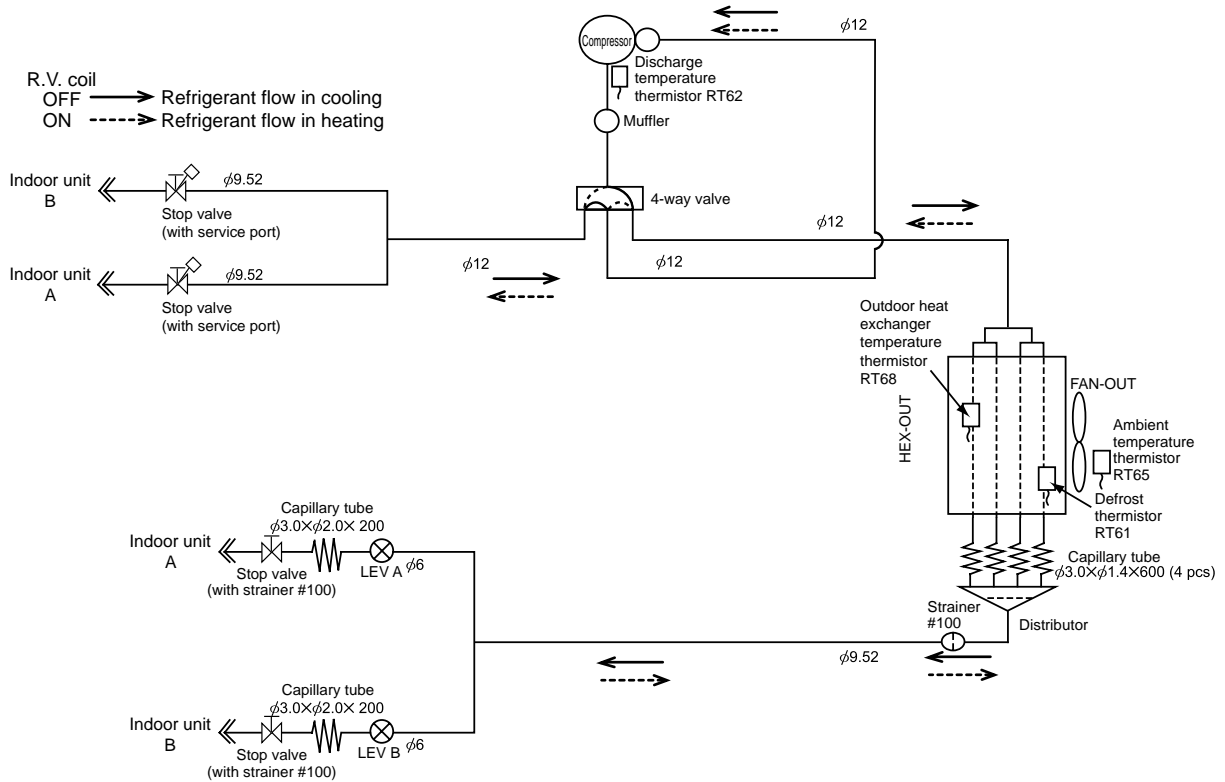 Compressor
ϕ12
Discharge
temperature
thermistor RT62
Muffler
R.V. coil
OFF
Refrigerant flow in cooling
ON
Refrigerant flow in heating
Indoor unit
B
ϕ9.52
Stop valve
(with service port)
4-way valve
ϕ12
Indoor unit
A
ϕ9.52
Stop valve
(with service port)
ϕ12
ϕ12
Outdoor heat
exchanger
temperature
thermistor
RT68
HEX-OUT
FAN-OUT
Ambient
temperature
thermistor
RT65
Defrost
thermistor
RT61
Capillary tube
ϕ3.0×ϕ1.4×600 (4 pcs)
Distributor
Strainer
#100
ϕ9.52
Capillary tube
ϕ3.0×ϕ2.0× 200
Indoor unit
A
LEV A
ϕ6
Stop valve
(with strainer #100)
Capillary tube
ϕ3.0×ϕ2.0× 200
Indoor unit
B
LEV B
ϕ6
Stop valve
(with strainer #100)